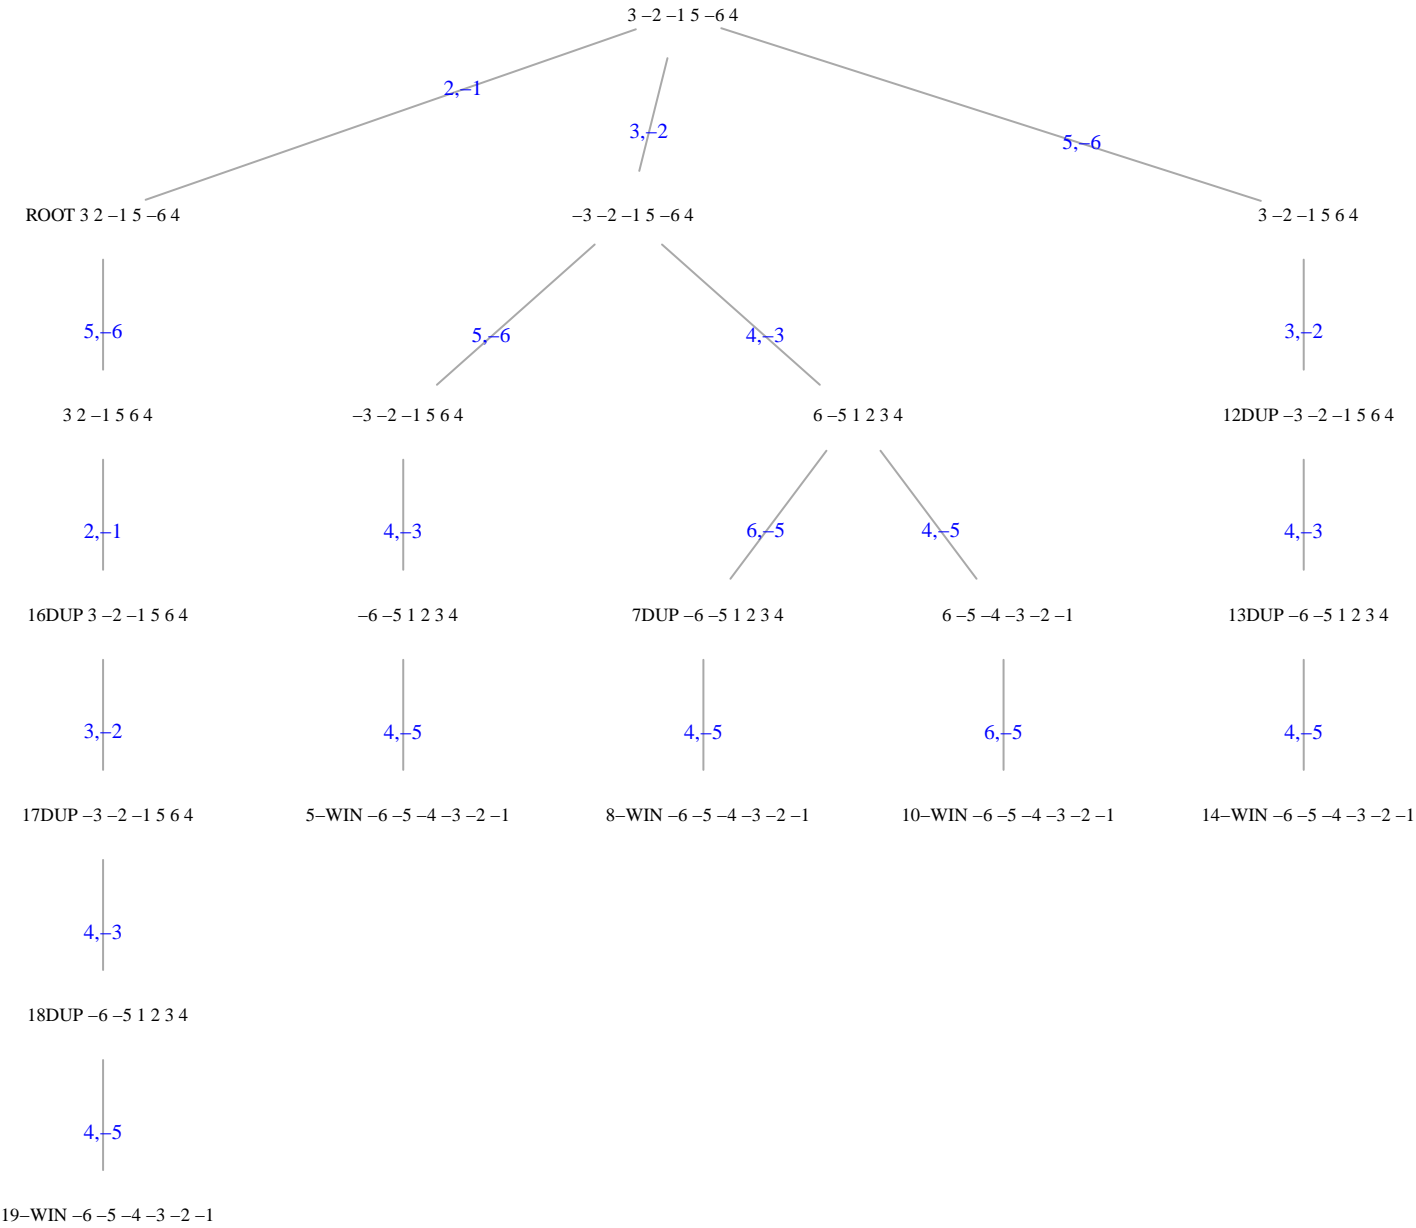 3 –2 –1 5 –6 4
2,–1
3,–2
5,–6
ROOT 3 2 –1 5 –6 4
–3 –2 –1 5 –6 4
3 –2 –1 5 6 4
5,–6
5,–6
4,–3
3,–2
3 2 –1 5 6 4
–3 –2 –1 5 6 4
6 –5 1 2 3 4
12DUP –3 –2 –1 5 6 4
2,–1
4,–3
6,–5
4,–5
4,–3
16DUP 3 –2 –1 5 6 4
–6 –5 1 2 3 4
7DUP –6 –5 1 2 3 4
6 –5 –4 –3 –2 –1
13DUP –6 –5 1 2 3 4
3,–2
4,–5
4,–5
6,–5
4,–5
17DUP –3 –2 –1 5 6 4
5–WIN –6 –5 –4 –3 –2 –1
8–WIN –6 –5 –4 –3 –2 –1
10–WIN –6 –5 –4 –3 –2 –1
14–WIN –6 –5 –4 –3 –2 –1
4,–3
18DUP –6 –5 1 2 3 4
4,–5
19–WIN –6 –5 –4 –3 –2 –1